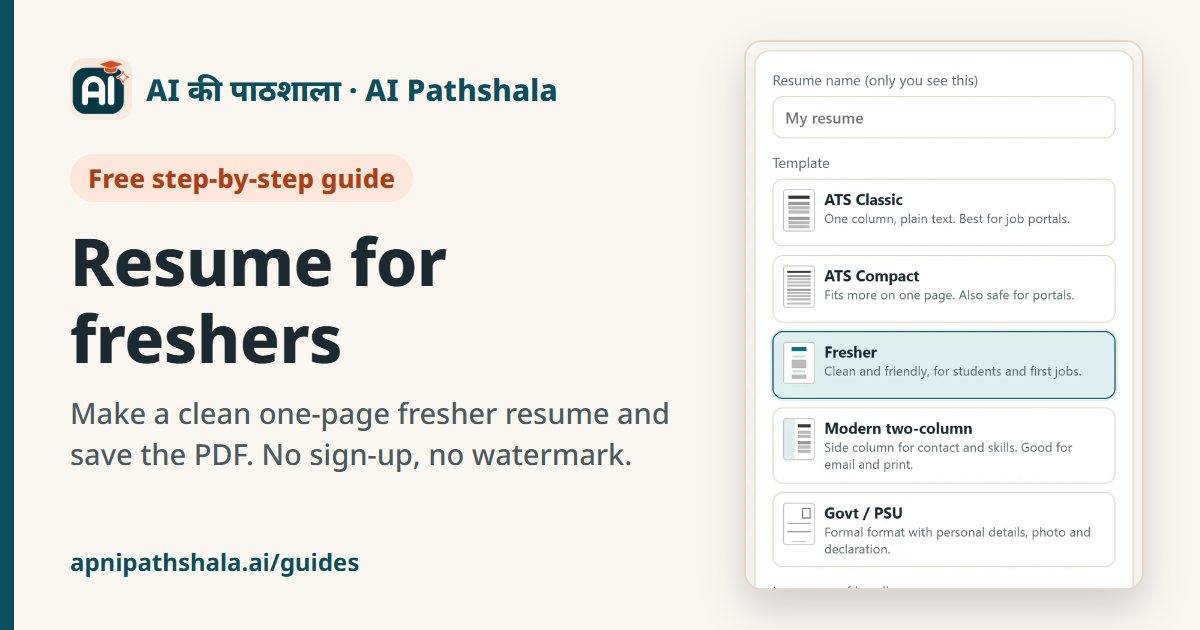 AI
AI की पाठशाला · AI Pathshala
Free step-by-step guide
Resume for
freshers
Make a clean one-page fresher resume and
save the PDF. No sign-up, no watermark.
apnipathshala.ai/guides
Resume name (only you see this)
My resume
Template
ATS Classic
One column, plain text. Best for job portals.
ATS Compact
Fits more on one page. Also safe for portals.
Fresher
Clean and friendly, for students and first jobs.
Modern two-column
Side column for contact and skills. Good for
email and print.
Govt / PSU
Formal format with personal details, photo and
declaration.